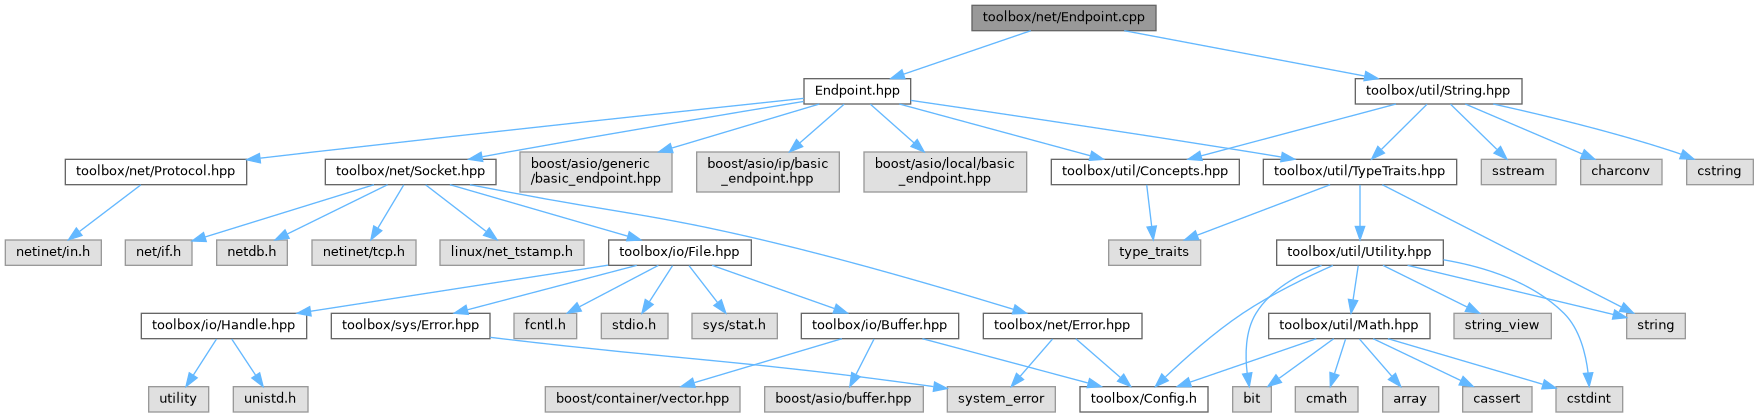 toolbox/net/Endpoint.cpp
Endpoint.hpp
toolbox/util/String.hpp
toolbox/net/Protocol.hpp
toolbox/net/Socket.hpp
boost/asio/generic
/basic_endpoint.hpp
boost/asio/ip/basic
_endpoint.hpp
boost/asio/local/basic
_endpoint.hpp
toolbox/util/Concepts.hpp
toolbox/util/TypeTraits.hpp
sstream
charconv
cstring
netinet/in.h
net/if.h
netdb.h
netinet/tcp.h
linux/net_tstamp.h
toolbox/io/File.hpp
type_traits
toolbox/util/Utility.hpp
toolbox/io/Handle.hpp
toolbox/sys/Error.hpp
fcntl.h
stdio.h
sys/stat.h
toolbox/io/Buffer.hpp
toolbox/net/Error.hpp
toolbox/util/Math.hpp
string_view
string
utility
unistd.h
boost/container/vector.hpp
boost/asio/buffer.hpp
system_error
toolbox/Config.h
bit
cmath
array
cassert
cstdint